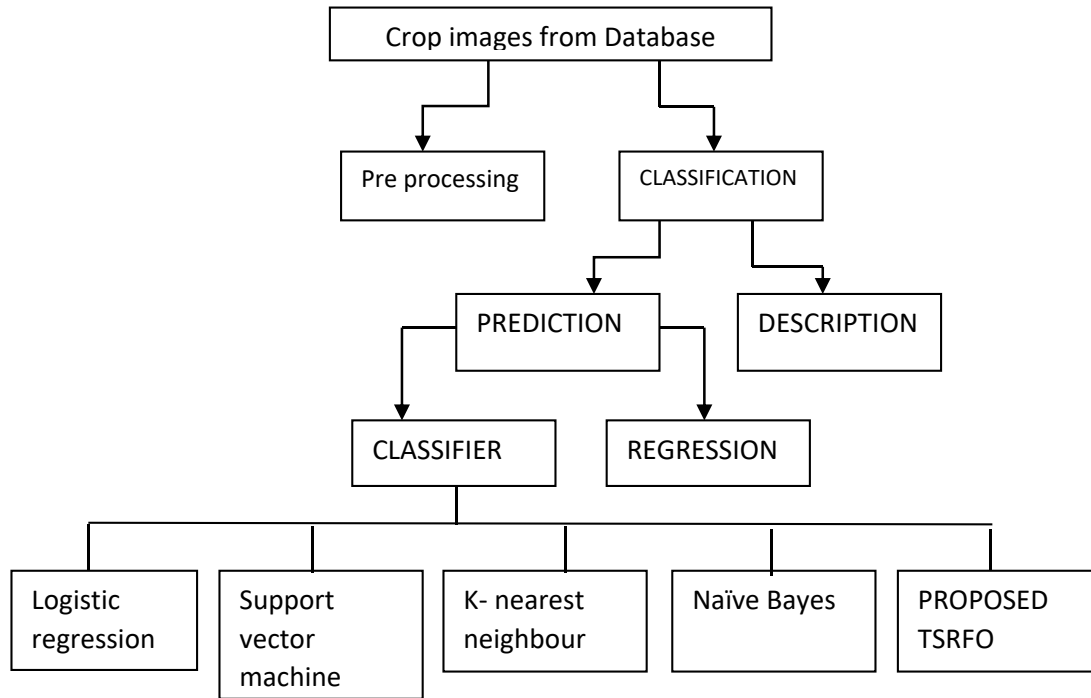 Crop images from Database
Pre processing
CLASSIFICATION
PREDICTION
DESCRIPTION
CLASSIFIER
REGRESSION
Logistic
regression
Support
vector
machine
K- nearest
neighbour
Naïve Bayes
PROPOSED
TSRFO